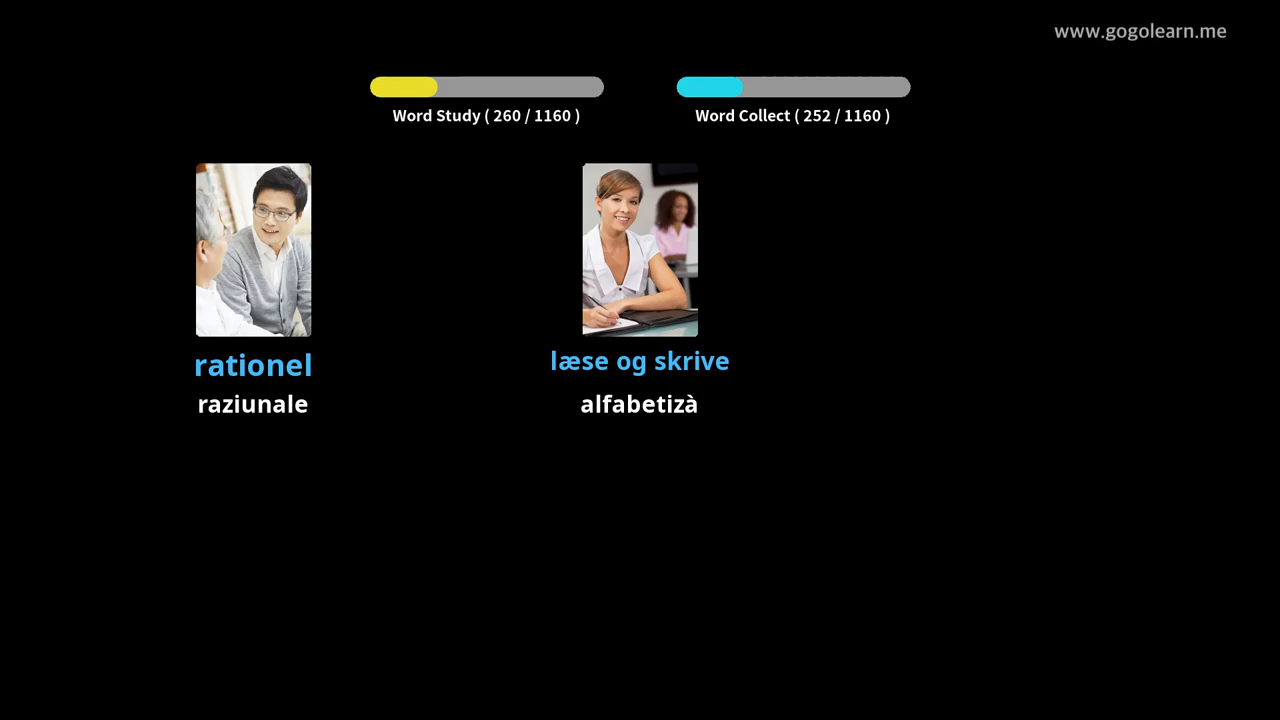 www.gogolearn.me
Word Study ( 260 / 1160 )
Word Collect ( 252 / 1160 )
rationel
raziunale
læse og skrive
alfabetizà